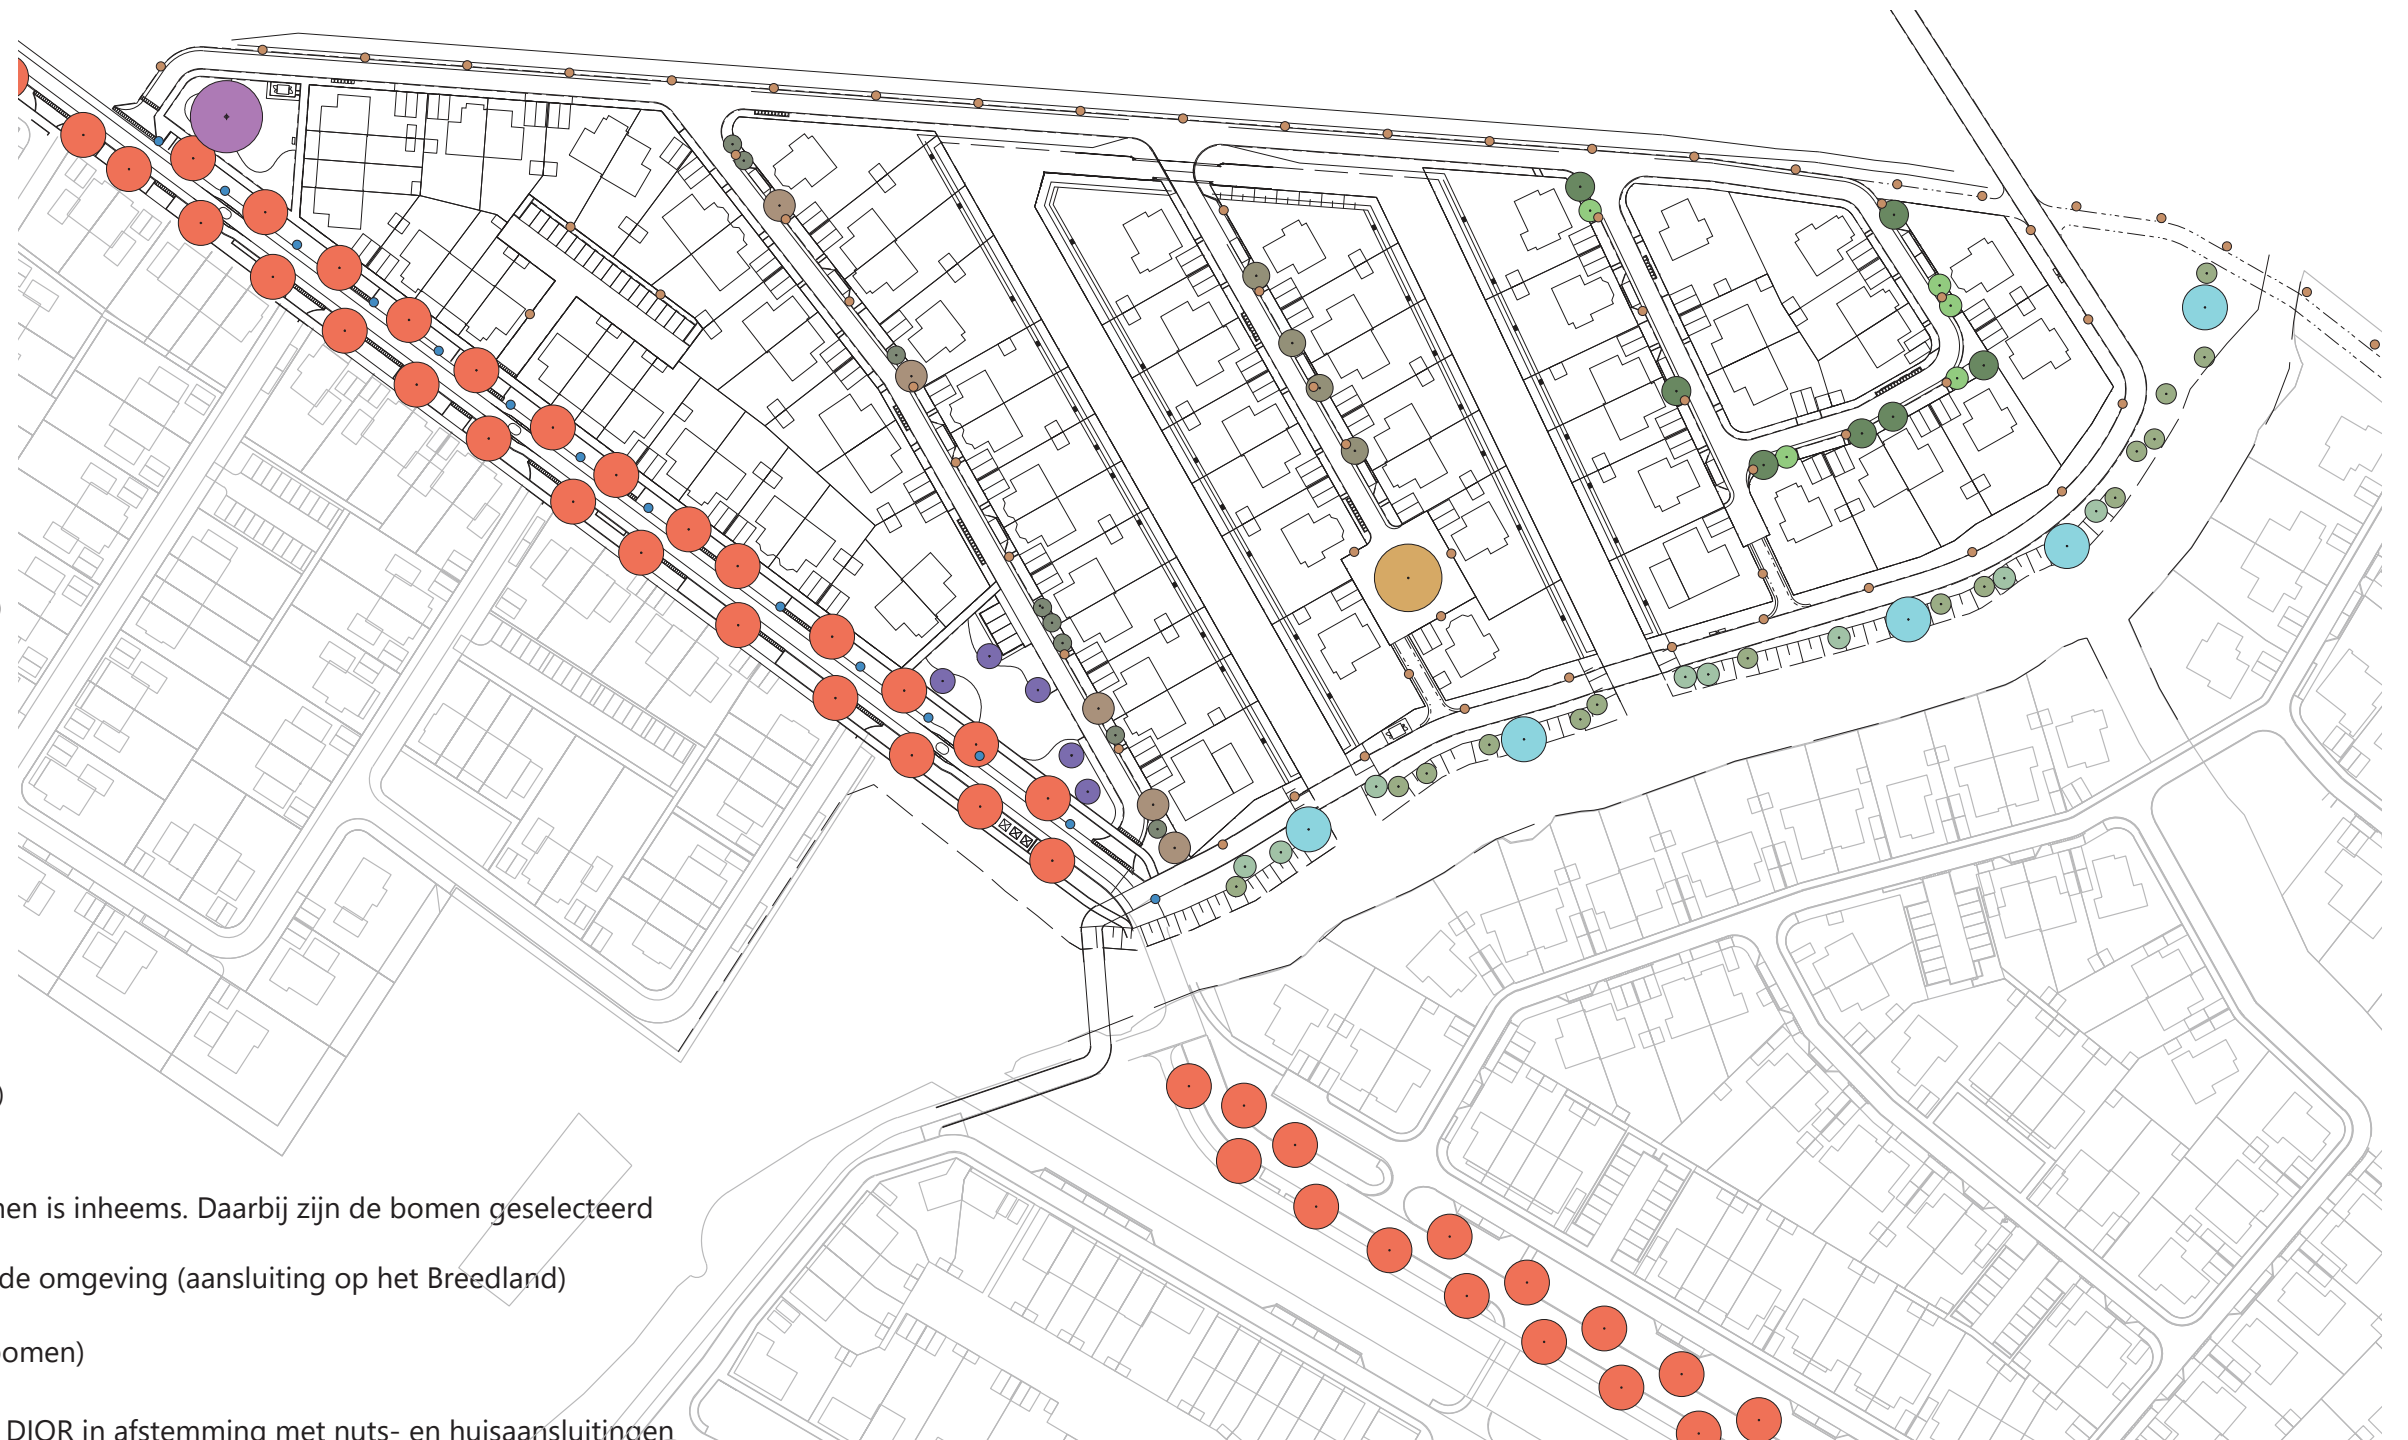 )
men is inheems. Daarbij zijn de bomen geselecteerd
de omgeving (aansluiting op het Breedland)
bomen)
DIOR in afstemming met nuts- en huisaansluitingen